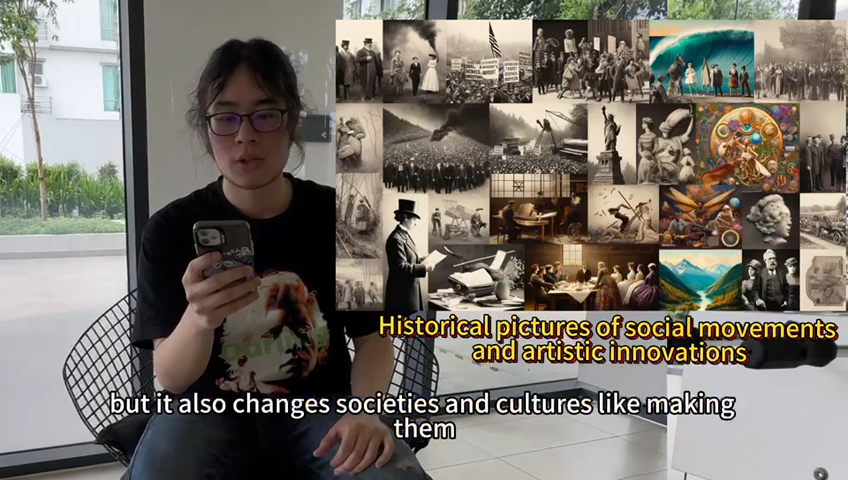 Historical pictures of social movements
and artistic innovations
but it also changes societies and cultures like making
them